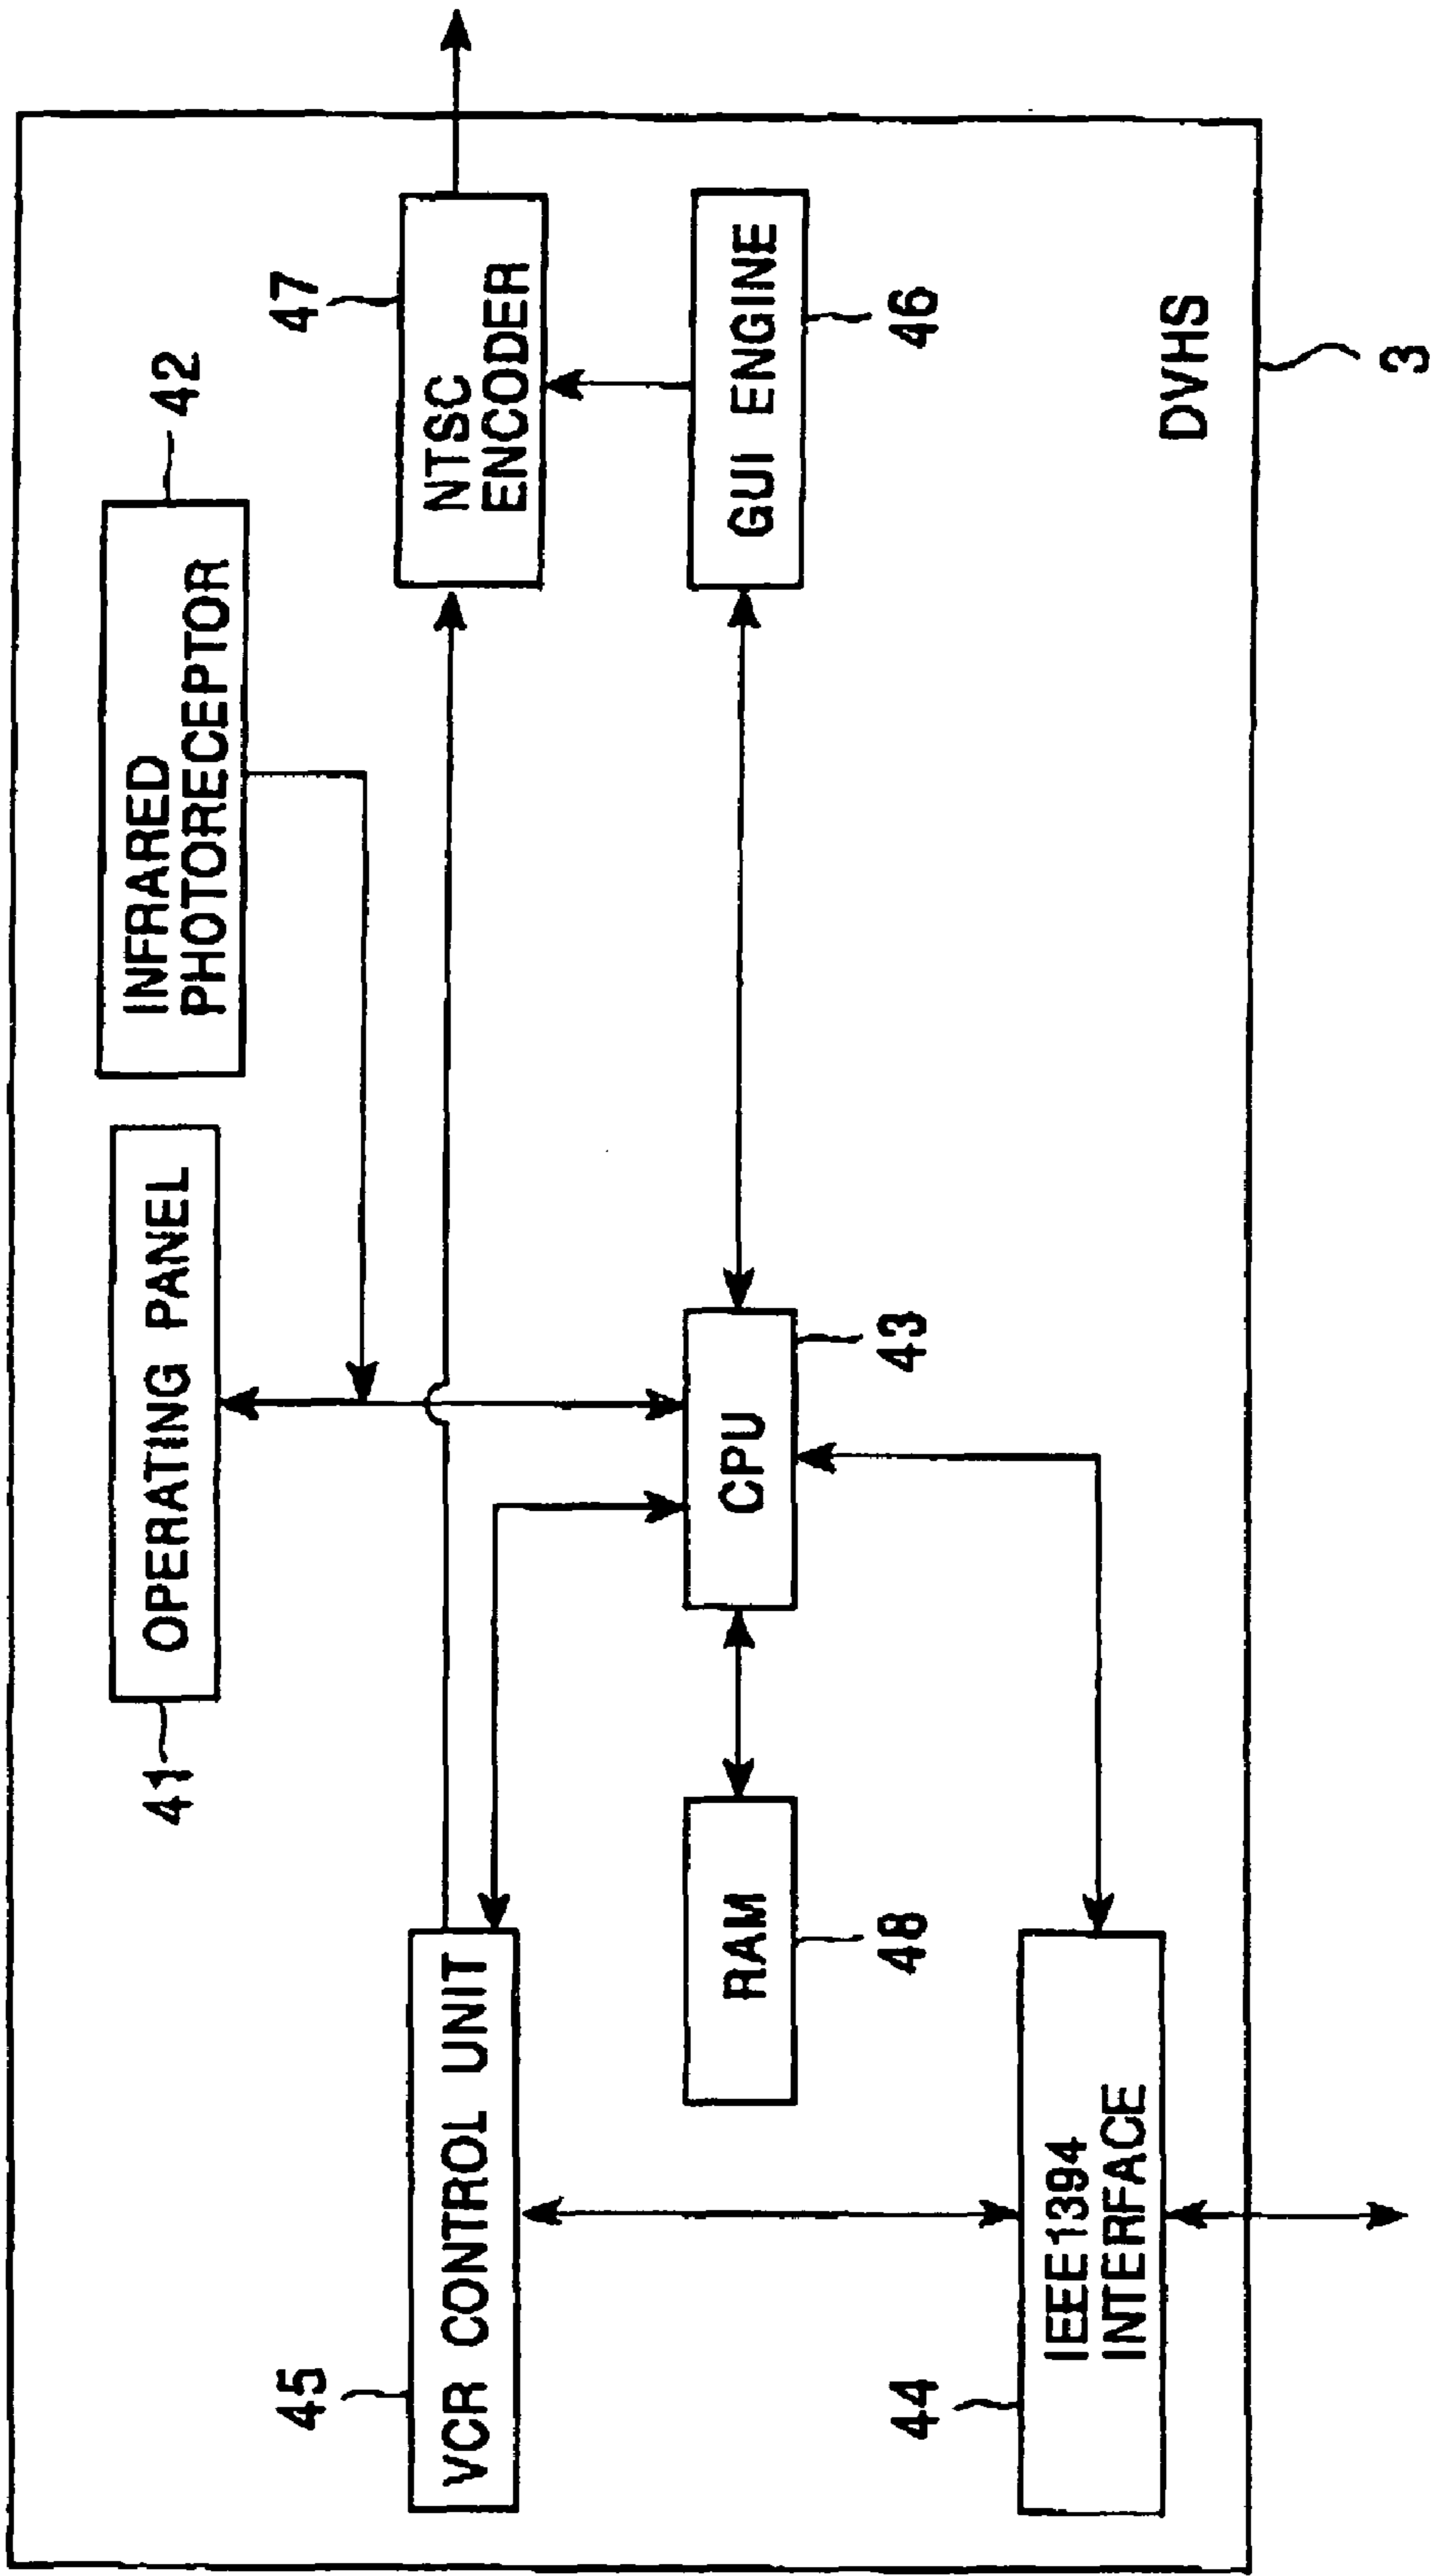 41
OPERATING PANEL
INFRARED
PHOTORECEPTOR
42
45
VCR CONTROL UNIT
47
NTSC
ENCODER
RAM
48
CPU
43
GUI ENGINE
46
44
IEEE1394
INTERFACE
DVHS
3